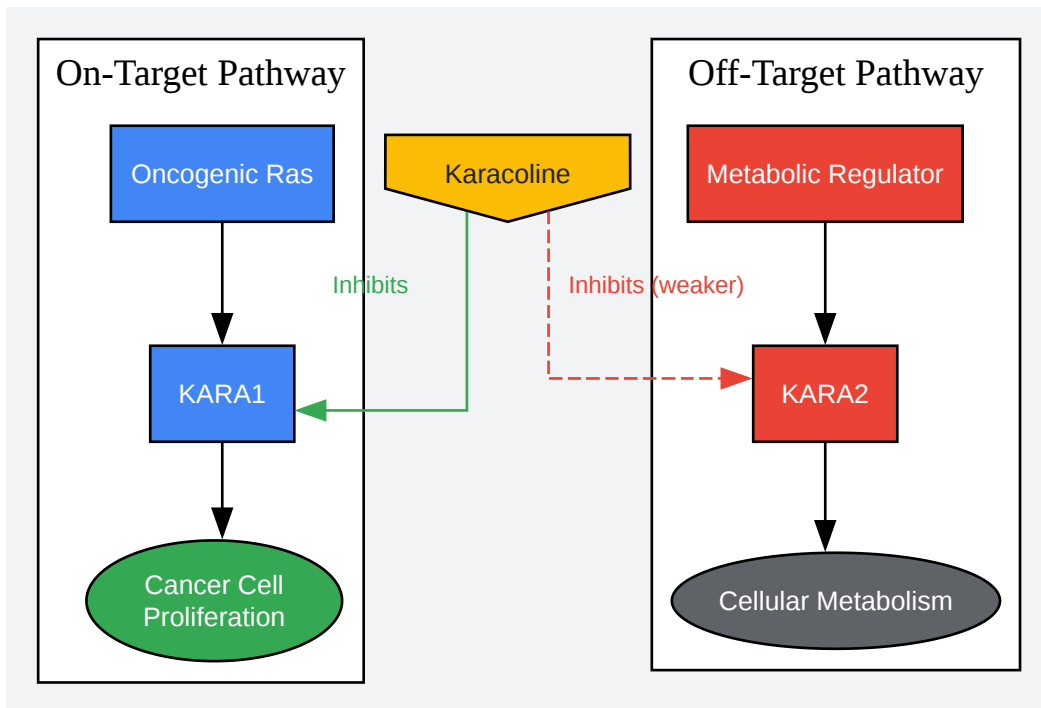 On-Target Pathway
Off-Target Pathway
Oncogenic Ras
Karacoline
Metabolic Regulator
Inhibits
Inhibits (weaker)
KARA1
KARA2
Cancer Cell
Proliferation
Cellular Metabolism